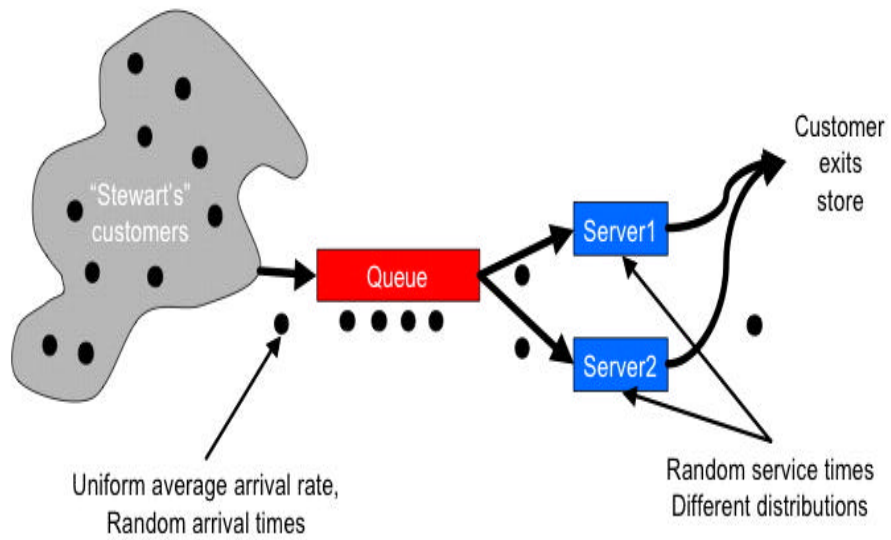 “Stewart’s”
customers
Queue
Server1
Server2
Customer
exits
store
Uniform average arrival rate,
Random arrival times
Random service times
Different distributions